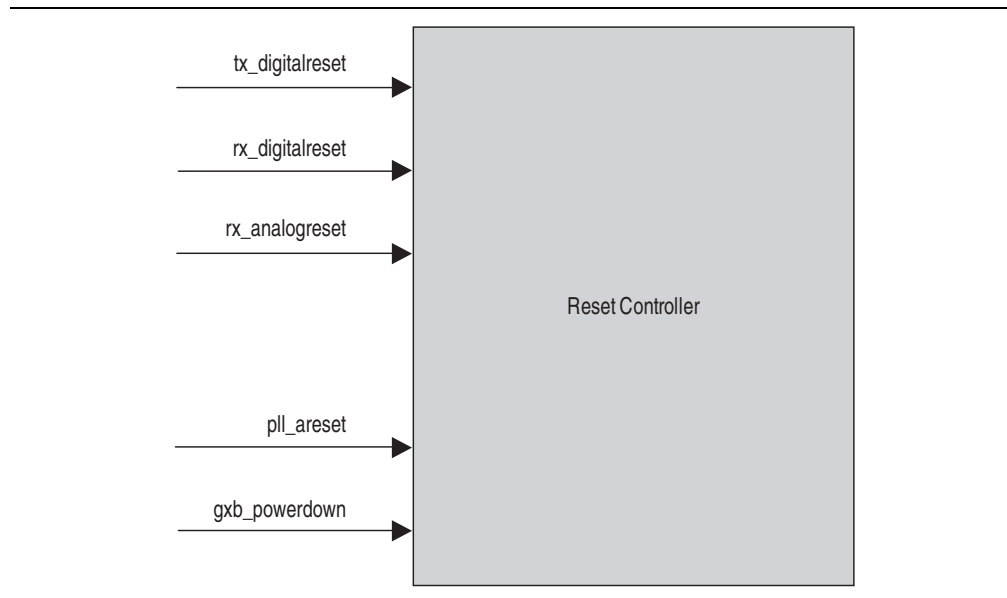 tx_digitalreset
rx_digitalreset
rx_analogreset
Reset Controller
pll_areset
gxb_powerdown